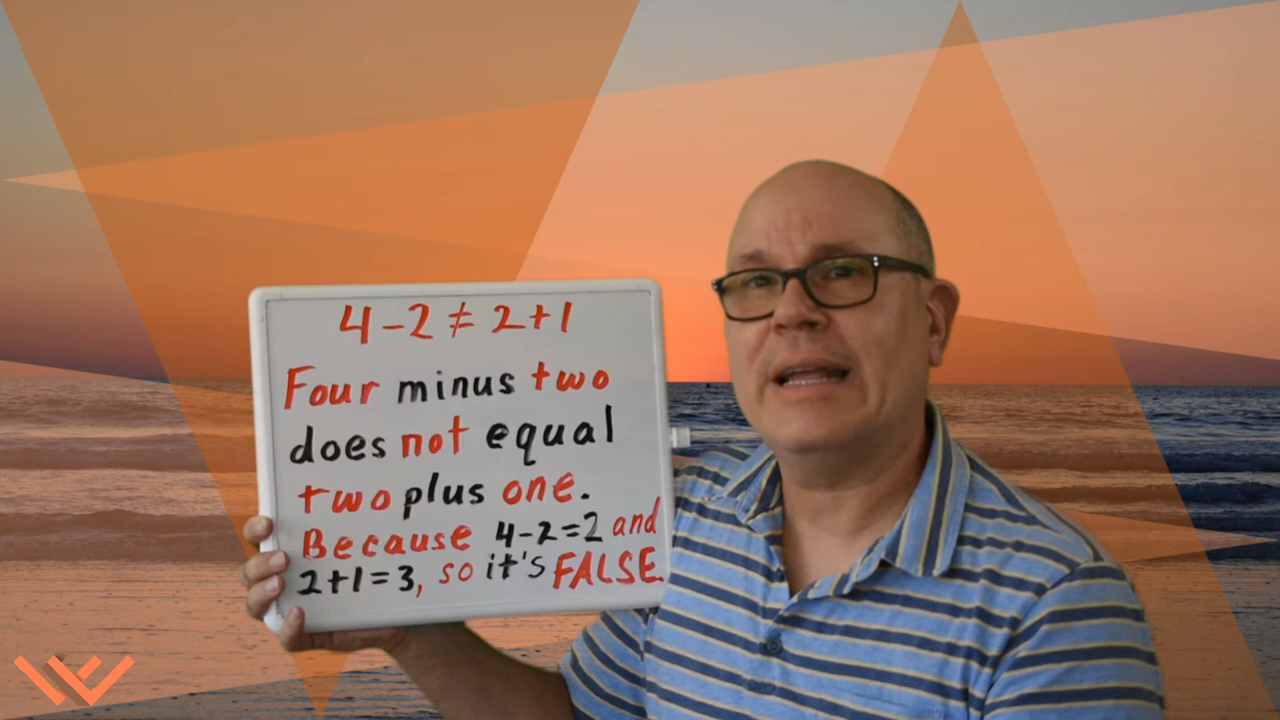 4-2 ≠ 2+1
Four minus two
does not equal
two plus one.
Because 4-2=2 and
2+1=3, so it's FALSE.